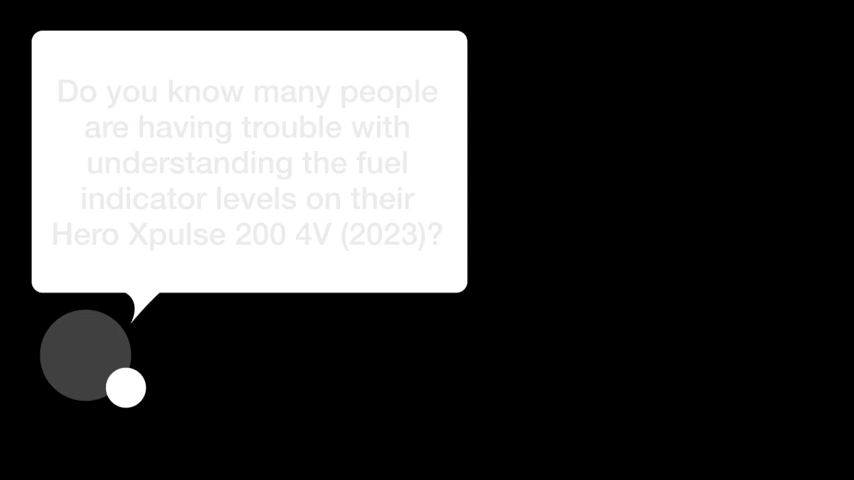 Do you know many people
are having trouble with
understanding the fuel
indicator levels on their
Hero Xpulse 200 4V (2023)?